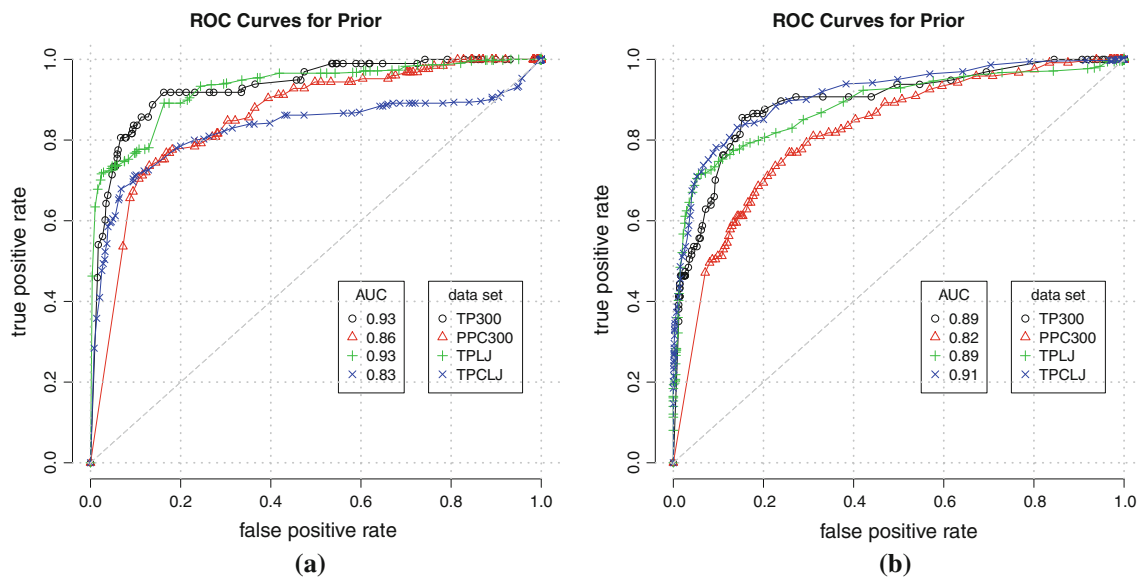 ROC Curves for Prior
true positive rate
1.0
0.8
0.6
0.4
0.2
0.0
AUC
0.93
0.86
0.93
0.83
data set
TP300
PPC300
TPLJ
TPCLJ
0.0 0.2 0.4 0.6 0.8 1.0
false positive rate
(a)
ROC Curves for Prior
true positive rate
1.0
0.8
0.6
0.4
0.2
0.0
AUC
0.89
0.82
0.89
0.91
data set
TP300
PPC300
TPLJ
TPCLJ
0.0 0.2 0.4 0.6 0.8 1.0
false positive rate
(b)